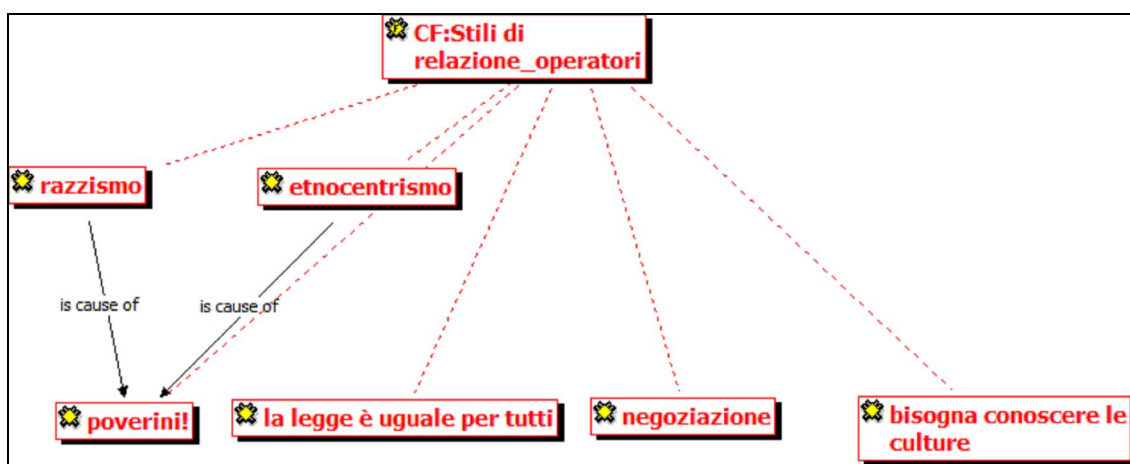 CF:Stili di
relazione_operatori
razzismo
etnocentrismo
is cause of
is cause of
poverini!
la legge è uguale per tutti
negoziazione
bisogna conoscere le
culture